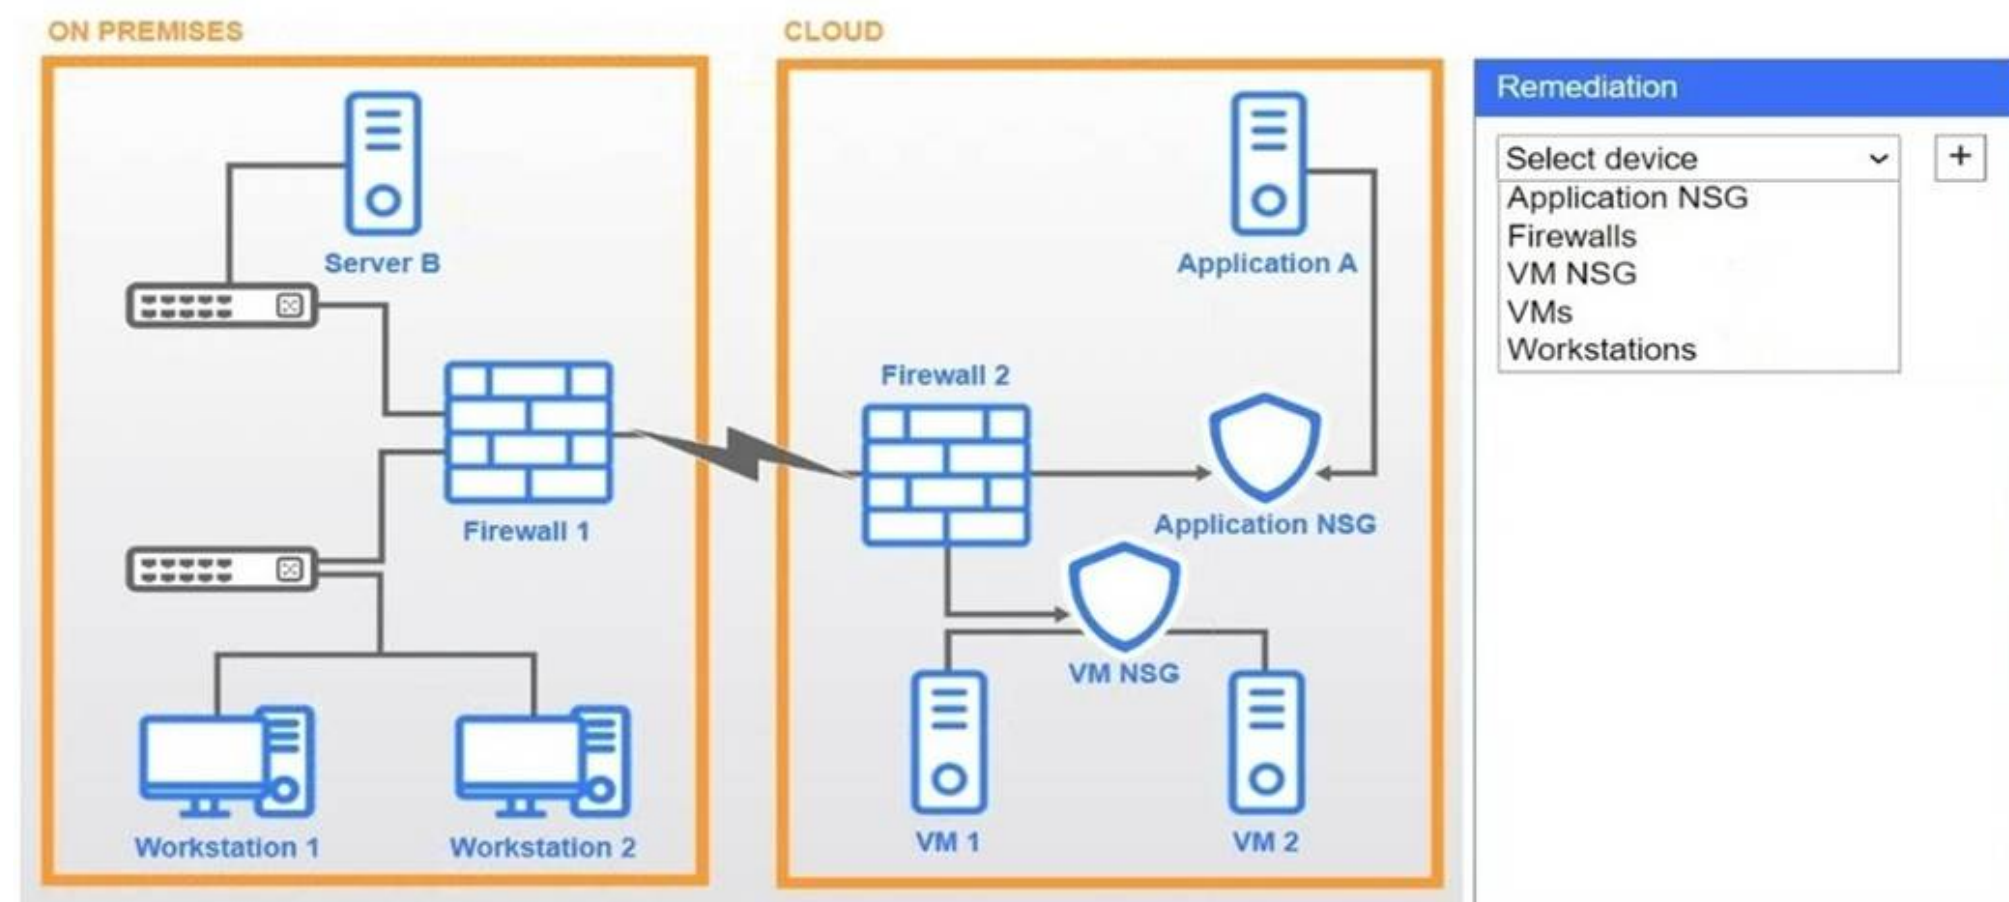 ON PREMISES
CLOUD
Remediation
Select device
+
Application NSG
Firewalls
VM NSG
VMs
Workstations
Server B
Application A
Firewall 2
Firewall 1
Application NSG
VM NSG
Workstation 1
Workstation 2
VM 1
VM 2